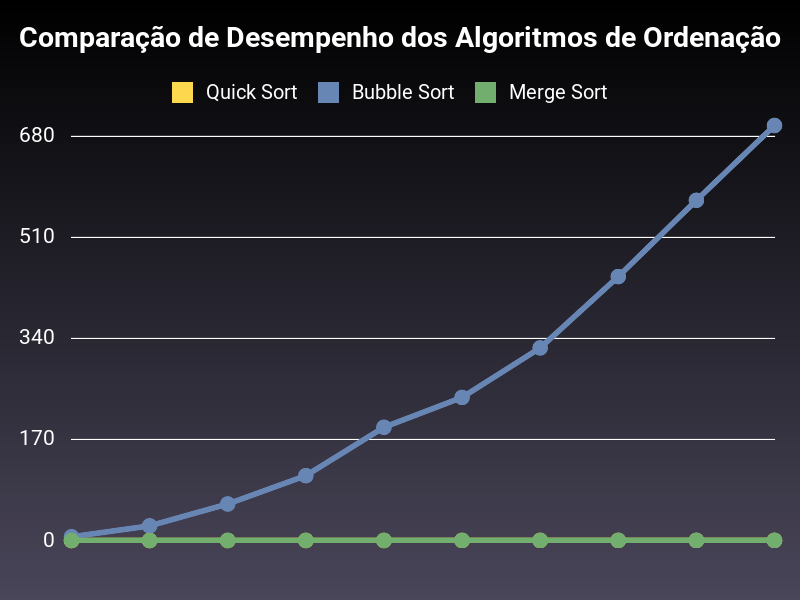 Comparação de Desempenho dos Algoritmos de Ordenação
Quick Sort Bubble Sort Merge Sort
680
510
340
170
0